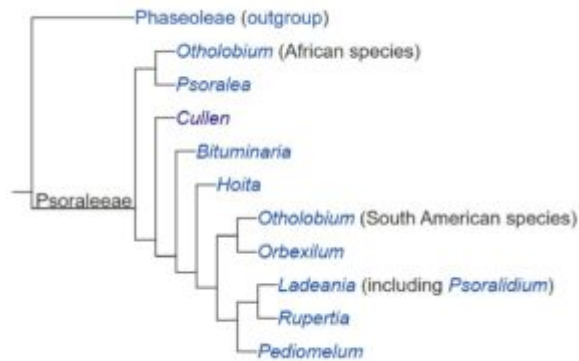 Phaseoleae (outgroup)
Otholobium (African species)
Psoralea
Cullen
Bituminaria
Psoraleeae
Hoita
Otholobium (South American species)
Orbexilum
Ladeania (including Psoralidium)
Rupertia
Pediomelum